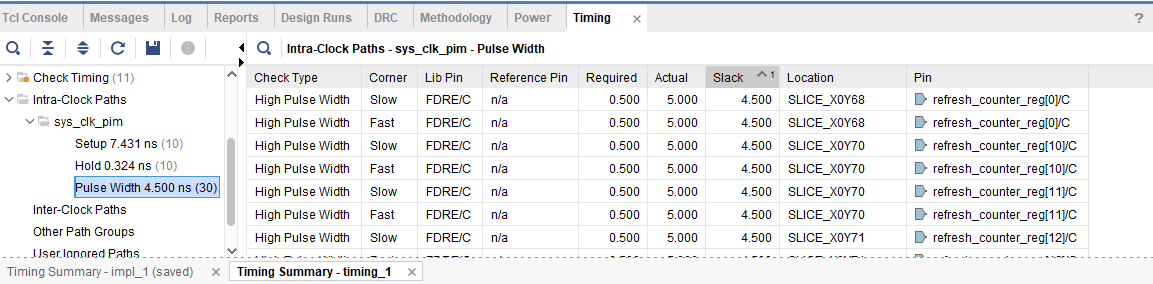 Tcl Console Messages Log Reports Design Runs DRC Methodology Power Timing × ?
Intra-Clock Paths - sys_clk_pim - Pulse Width
Check Timing (11)
Intra-Clock Paths
sys_clk_pim
Setup 7.431 ns (10)
Hold 0.324 ns (10)
Pulse Width 4.500 ns (30)
Inter-Clock Paths
Other Path Groups
User Ignored Paths
Check Type Corner Lib Pin Reference Pin Required Actual Slack 1 Location Pin
High Pulse Width Slow FDRE/C n/a 0.500 5.000 4.500 SLICE_X0Y68 refresh_counter_reg[0]/C
High Pulse Width Fast FDRE/C n/a 0.500 5.000 4.500 SLICE_X0Y68 refresh_counter_reg[0]/C
High Pulse Width Slow FDRE/C n/a 0.500 5.000 4.500 SLICE_X0Y70 refresh_counter_reg[10]/C
High Pulse Width Fast FDRE/C n/a 0.500 5.000 4.500 SLICE_X0Y70 refresh_counter_reg[10]/C
High Pulse Width Slow FDRE/C n/a 0.500 5.000 4.500 SLICE_X0Y70 refresh_counter_reg[11]/C
High Pulse Width Fast FDRE/C n/a 0.500 5.000 4.500 SLICE_X0Y70 refresh_counter_reg[11]/C
High Pulse Width Slow FDRE/C n/a 0.500 5.000 4.500 SLICE_X0Y71 refresh_counter_reg[12]/C
Timing Summary - impl_1 (saved) × Timing Summary - timing_1 ×